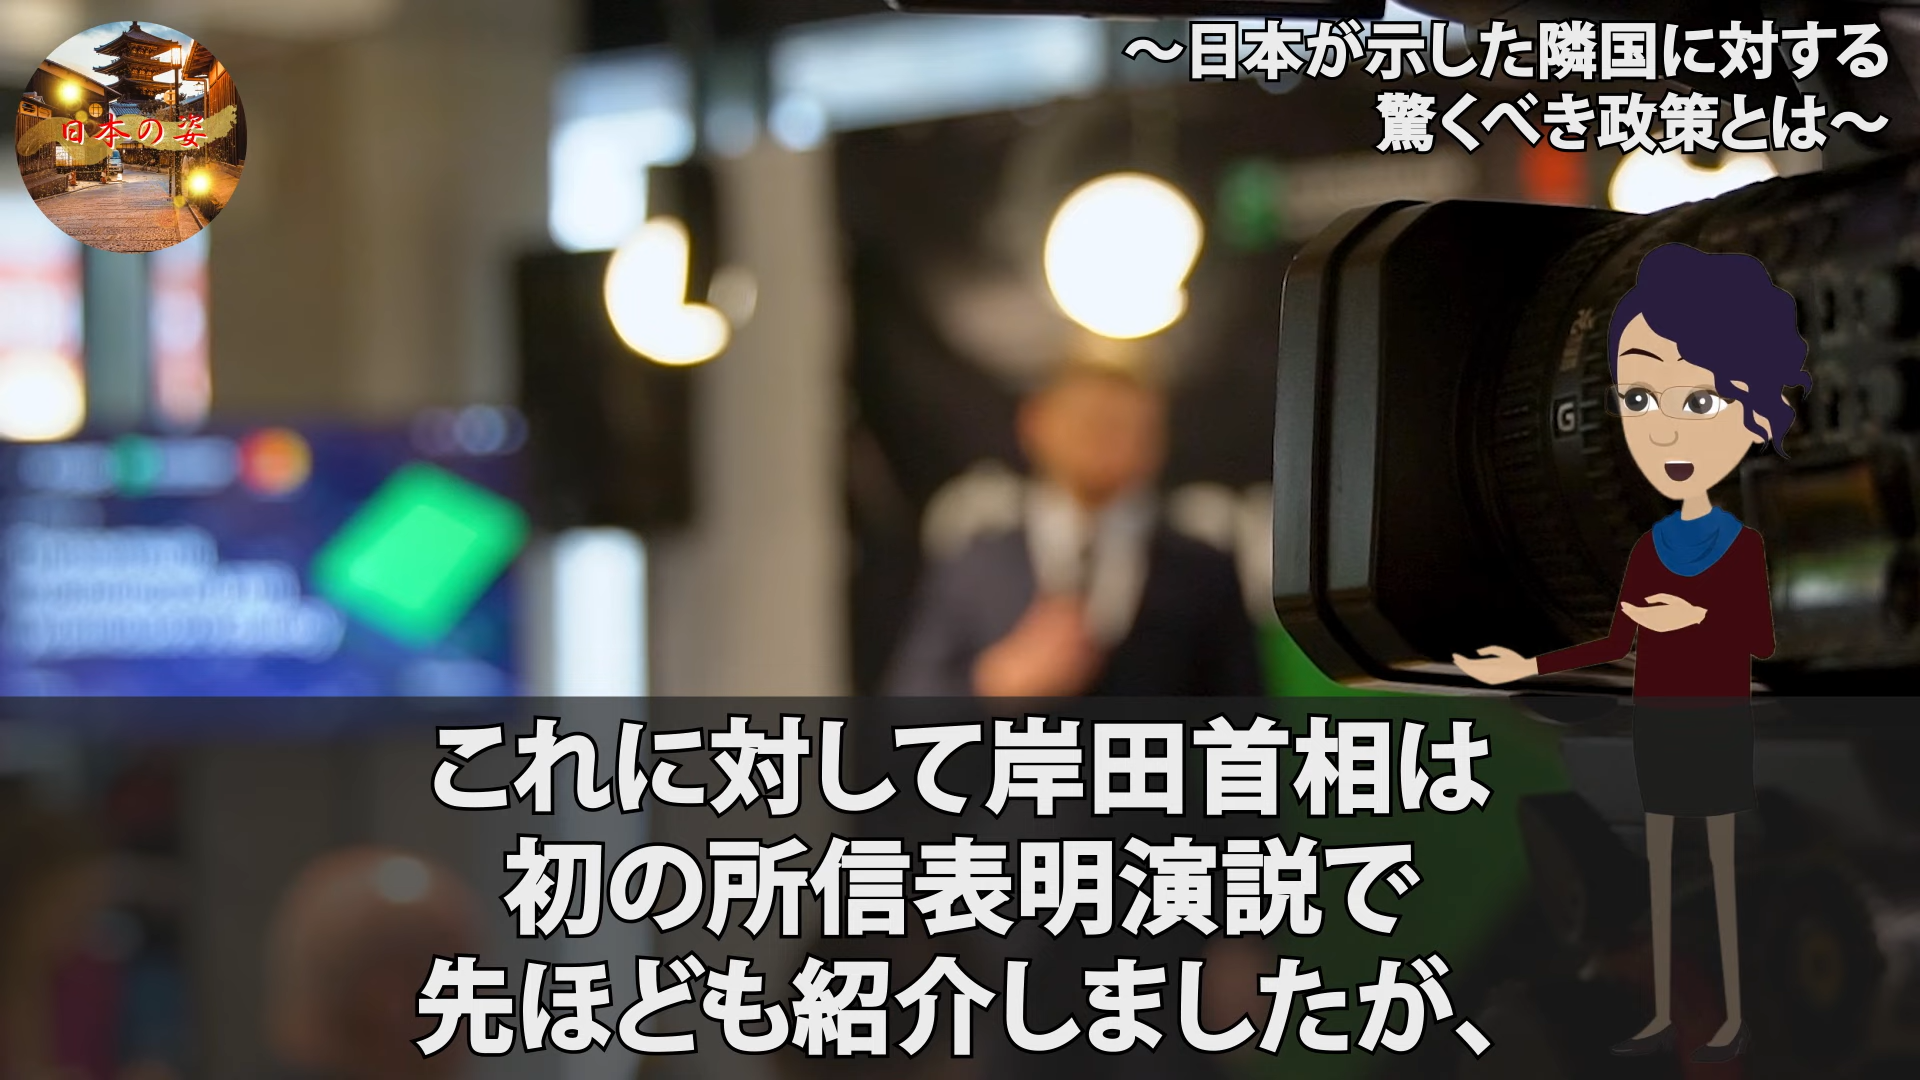 日本の姿
～日本が示した隣国に対する
驚くべき政策とは～
G
これに対して岸田首相は
初の所信表明演説で
先ほども紹介しましたが、